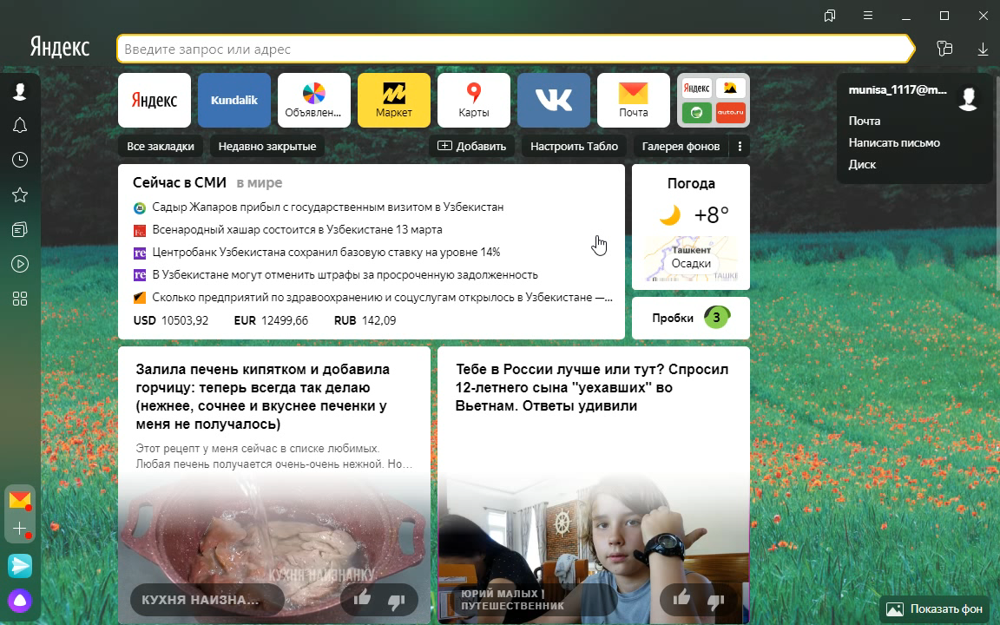 Яндекс
Введите запрос или адрес
Яндекс
Kundalik
Объявлен...
Маркет
Карты
Почта
Яндекс
auto.ru
munisa_1117@m...
Почта
Написать письмо
Диск
Все закладки
Недавно закрытые
Добавить
Настроить Табло
Галерея фонов
Сейчас в СМИ в мире
Садыр Жапаров прибыл с государственным визитом в Узбекистан
Fe.
Всенародный хашар состоится в Узбекистане 13 марта
re
Центробанк Узбекистана сохранил базовую ставку на уровне 14%
re
В Узбекистане могут отменить штрафы за просроченную задолженность
Сколько предприятий по здравоохранению и соцуслугам открылось в Узбекистане —...
USD 10503,92 EUR 12499,66 RUB 142,09
Погода
+8°
Ташкент
Осадки
Пробки 3
Залила печень кипятком и добавила
горчицу: теперь всегда так делаю
(нежнее, сочнее и вкуснее печенки у
меня не получалось)
Этот рецепт у меня сейчас в списке любимых.
Любая печень получается очень-очень нежной. Но...
КУХНЯ НАИЗНАНКУ
КУХНЯ НАИЗНА...
Тебе в России лучше или тут? Спросил
12-летнего сына "уехавших" во
Вьетнам. Ответы удивили
ЮРИЙ МАЛЫХ |
ПУТЕШЕСТВЕННИК
Показать фон